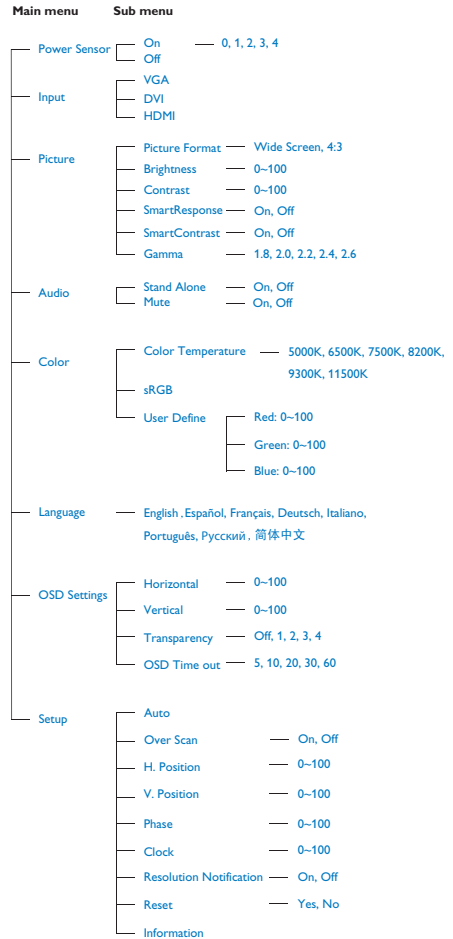 Main menu Sub menu
Power Sensor On 0, 1, 2, 3, 4
Off
Input VGA
DVI
HDMI
Picture Picture Format Wide Screen, 4:3
Brightness 0~100
Contrast 0~100
SmartResponse On, Off
SmartContrast On, Off
Gamma 1.8, 2.0, 2.2, 2.4, 2.6
Audio Stand Alone On, Off
Mute On, Off
Color Color Temperature 5000K, 6500K, 7500K, 8200K,
9300K, 11500K
sRGB
User Define Red: 0~100
Green: 0~100
Blue: 0~100
Language English , Español, Français, Deutsch, Italiano,
Português, Русский , 简体中文
OSD Settings Horizontal 0~100
Vertical 0~100
Transparency Off, 1, 2, 3, 4
OSD Time out 5, 10, 20, 30, 60
Setup Auto
Over Scan On, Off
H. Position 0~100
V. Position 0~100
Phase 0~100
Clock 0~100
Resolution Notification On, Off
Reset Yes, No
Information